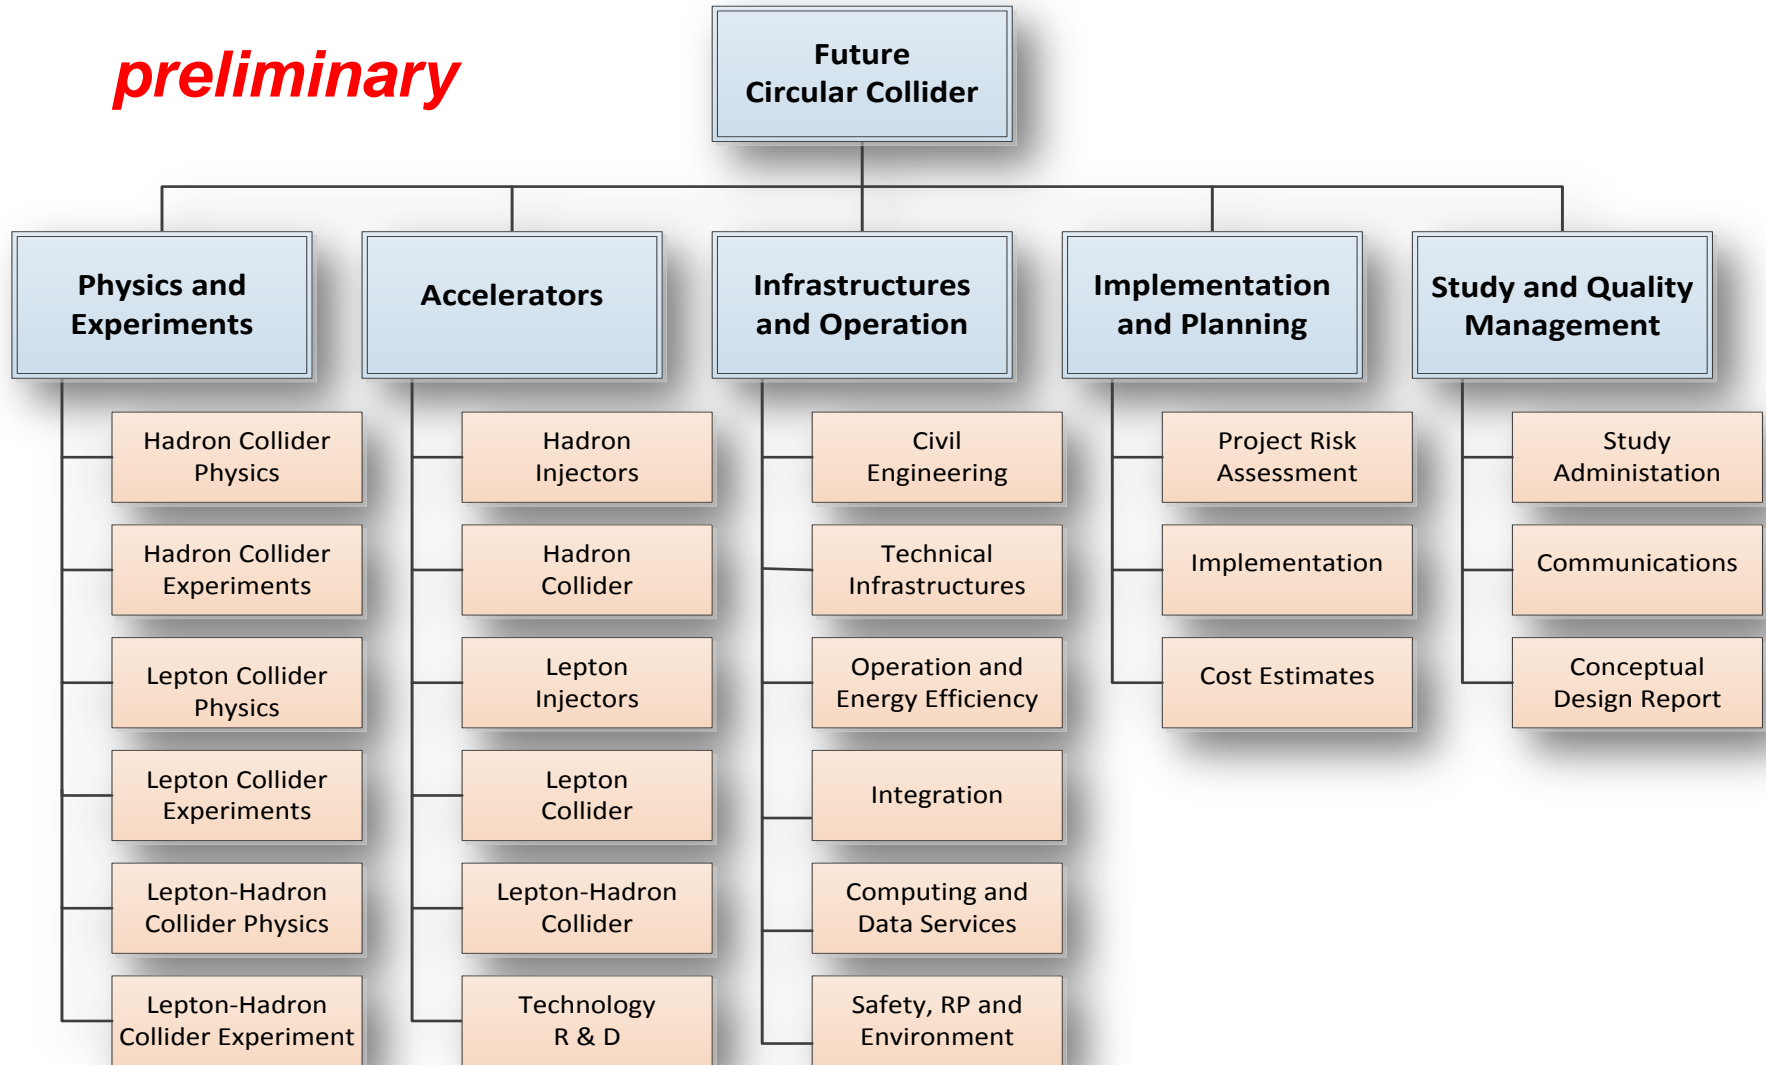 preliminary
Future
Circular Collider
Physics and
Experiments
Accelerators
Infrastructures
and Operation
Implementation
and Planning
Study and Quality
Management
Hadron Collider
Physics
Hadron Collider
Experiments
Lepton Collider
Physics
Lepton Collider
Experiments
Lepton-Hadron
Collider Physics
Lepton-Hadron
Collider Experiment
Hadron
Injectors
Hadron
Collider
Lepton
Injectors
Lepton
Collider
Lepton-Hadron
Collider
Technology
R & D
Civil
Engineering
Technical
Infrastructures
Operation and
Energy Efficiency
Integration
Computing and
Data Services
Safety, RP and
Environment
Project Risk
Assessment
Implementation
Cost Estimates
Study
Administation
Communications
Conceptual
Design Report